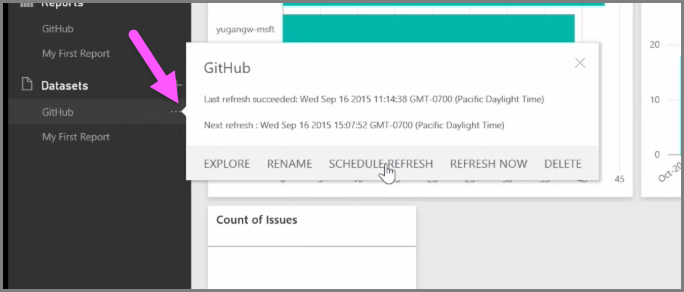 Reports
GitHub
My First Report
Datasets
GitHub
...
My First Report
yugangw-msft
GitHub
Last refresh succeeded: Wed Sep 16 2015 11:14:38 GMT-0700 (Pacific Daylight Time)
Next refresh : Wed Sep 16 2015 15:07:52 GMT-0700 (Pacific Daylight Time)
EXPLORE RENAME SCHEDULE REFRESH REFRESH NOW DELETE
45
20
10
0
Count of Issues